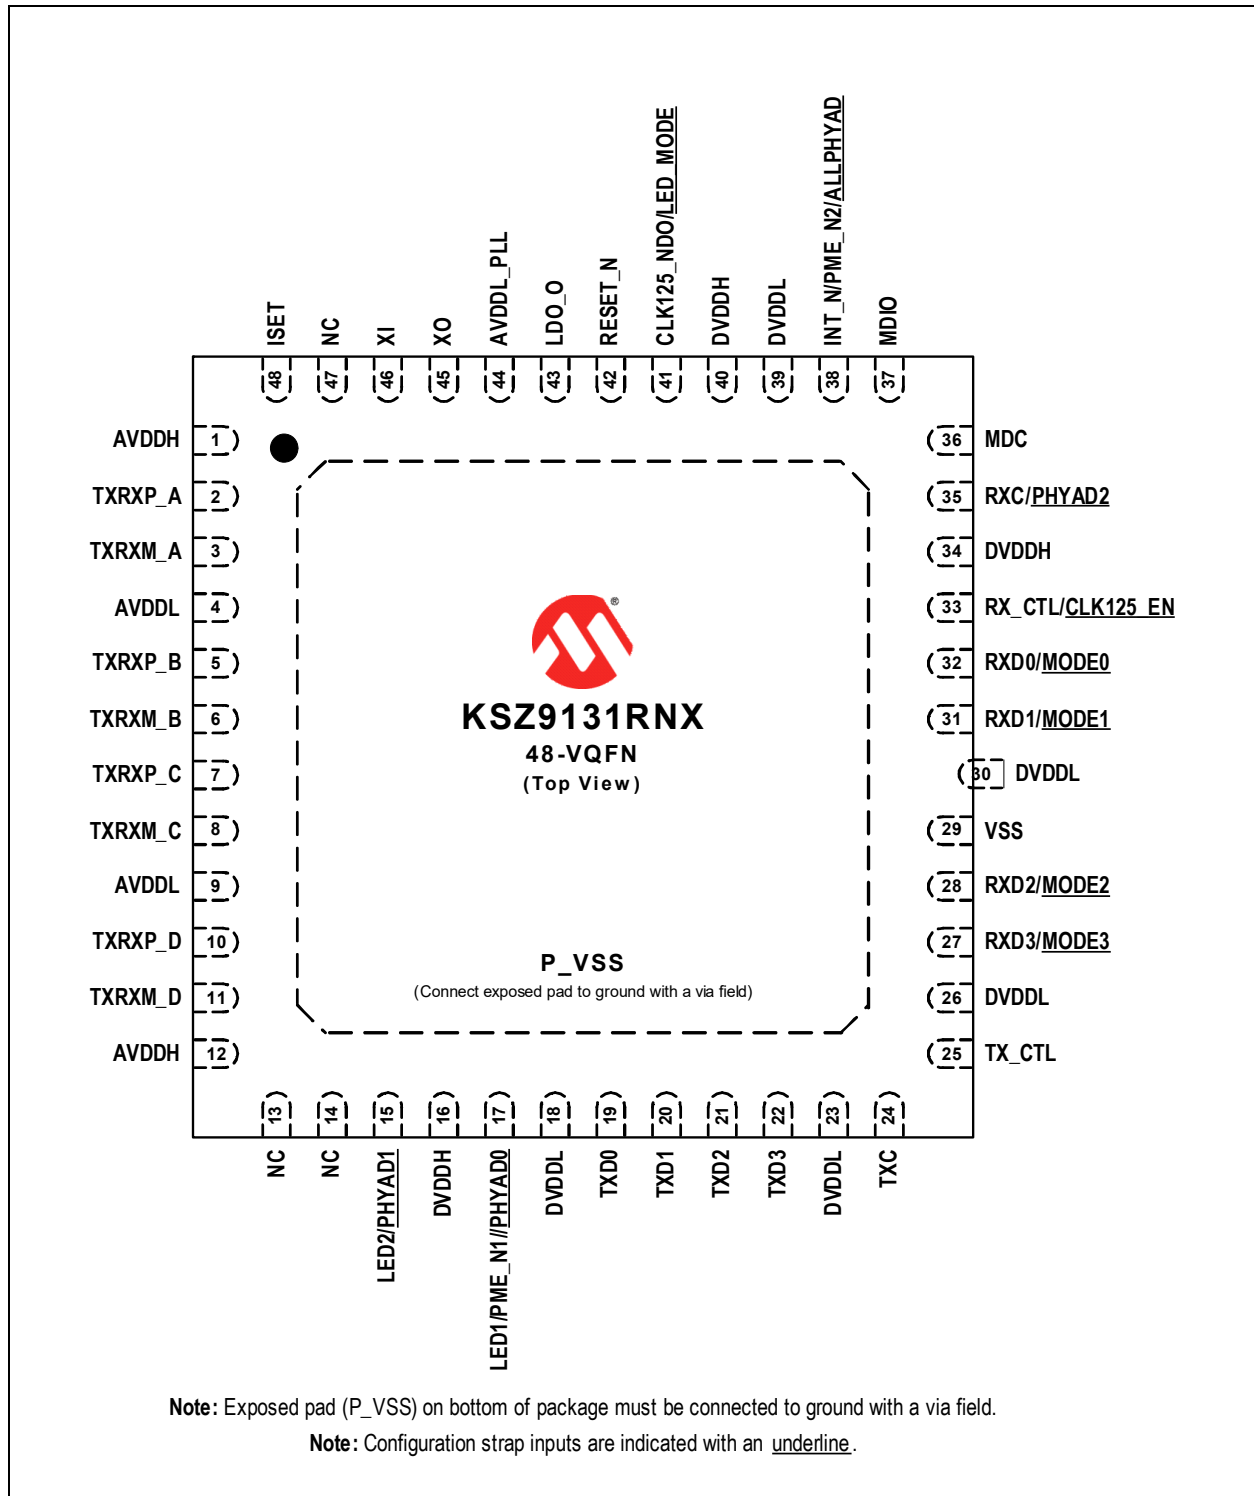 ISET
NC
XI
XO
AVDDL_PLL
LDO_O
RESET_N
CLK125_NDO/LED_MODE
DVDDH
DVDDL
INT_N/PME_N2/ALLPHYAD
MDIO
48
47
46
45
44
43
42
41
40
39
38
37
AVDDH 1
TXRXP_A 2
TXRXM_A 3
AVDDL 4
TXRXP_B 5
TXRXM_B 6
TXRXP_C 7
TXRXM_C 8
AVDDL 9
TXRXP_D 10
TXRXM_D 11
AVDDH 12
36 MDC
35 RXC/PHYAD2
34 DVDDH
33 RX_CTL/CLK125_EN
32 RXD0/MODE0
31 RXD1/MODE1
30 DVDDL
29 VSS
28 RXD2/MODE2
27 RXD3/MODE3
26 DVDDL
25 TX_CTL
®
KSZ9131RNX
48-VQFN
(Top View)
P_VSS
(Connect exposed pad to ground with a via field)
13
14
15
16
17
18
19
20
21
22
23
24
NC
NC
LED2/PHYAD1
DVDDH
LED1/PME_N1//PHYAD0
DVDDL
TXD0
TXD1
TXD2
TXD3
DVDDL
TXC
Note: Exposed pad (P_VSS) on bottom of package must be connected to ground with a via field.
Note: Configuration strap inputs are indicated with an underline.